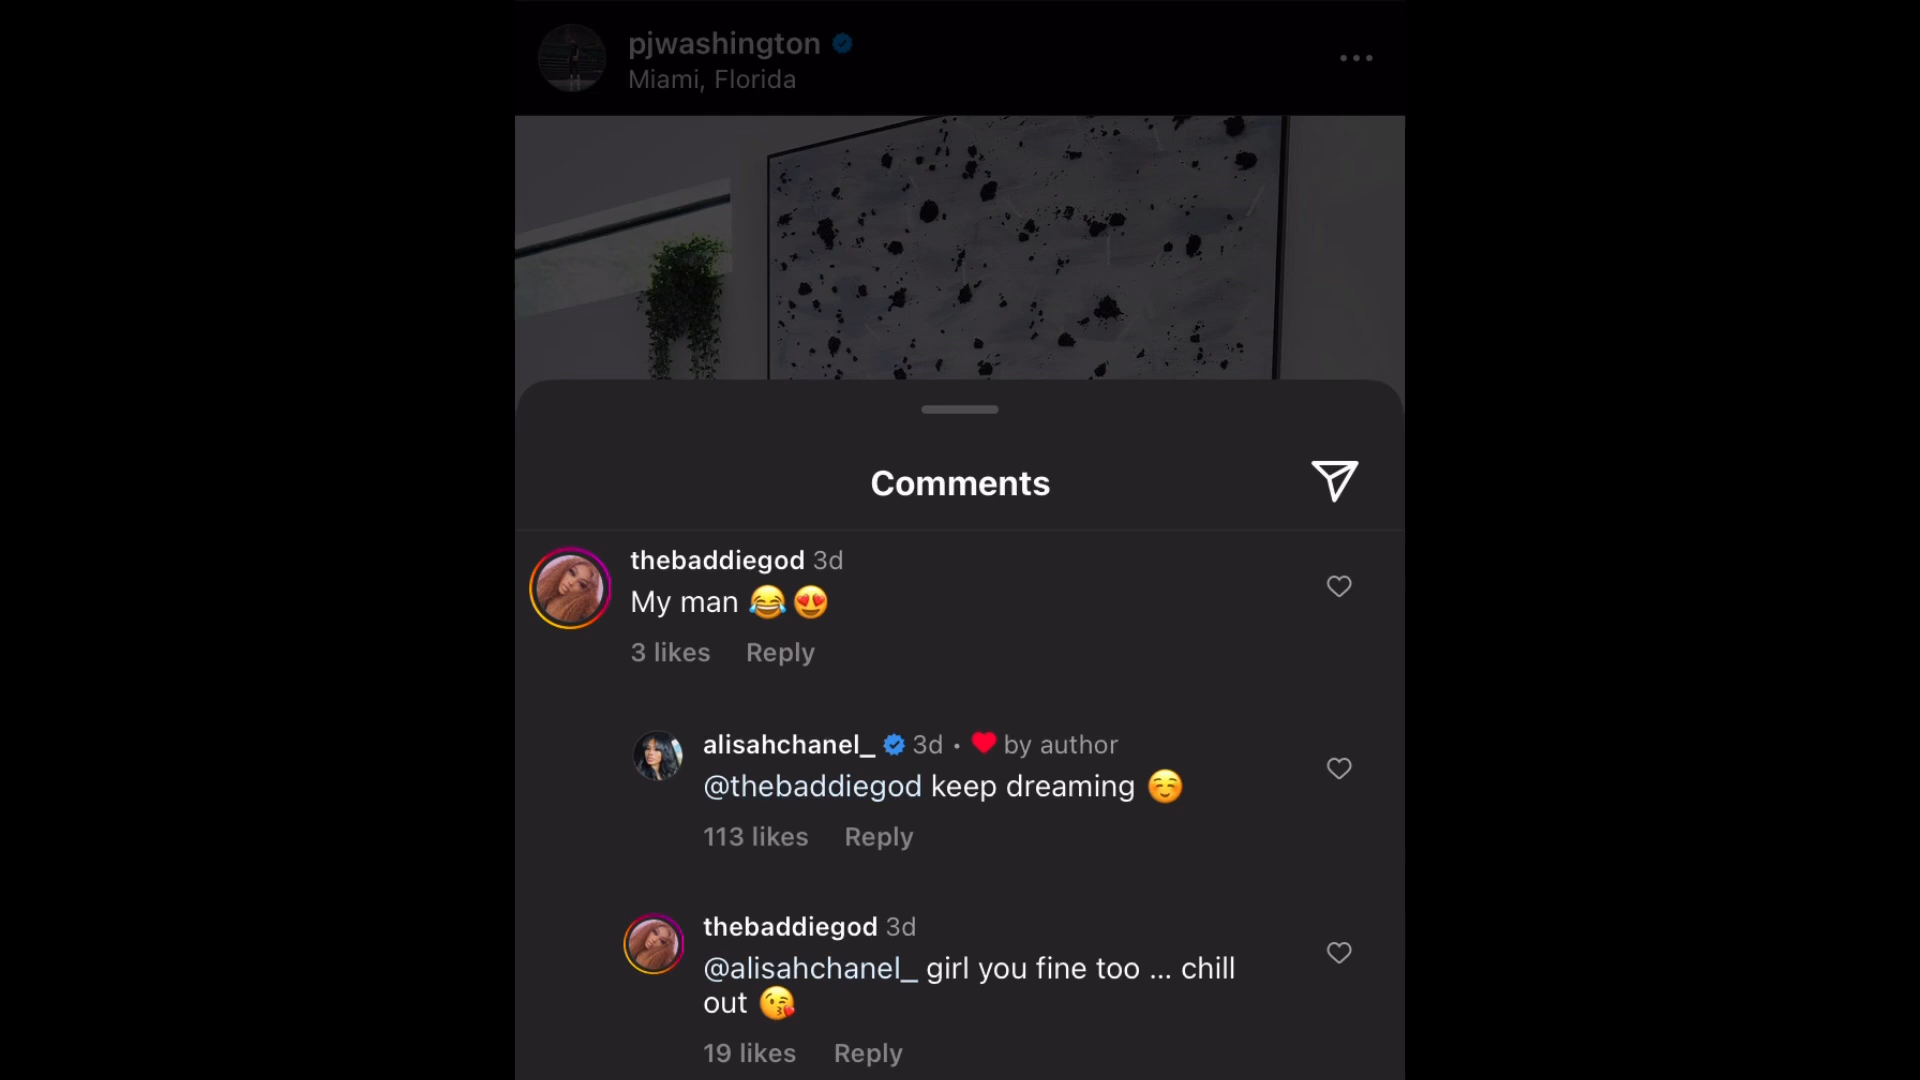 pjwashington
Miami, Florida
Comments
thebaddiegod 3d
My man 😂😍
3 likes Reply
alisahchanel_ 3d • ❤️ by author
@thebaddiegod keep dreaming ☺️
113 likes Reply
thebaddiegod 3d
@alisahchanel_ girl you fine too ... chill
out 😘
19 likes Reply